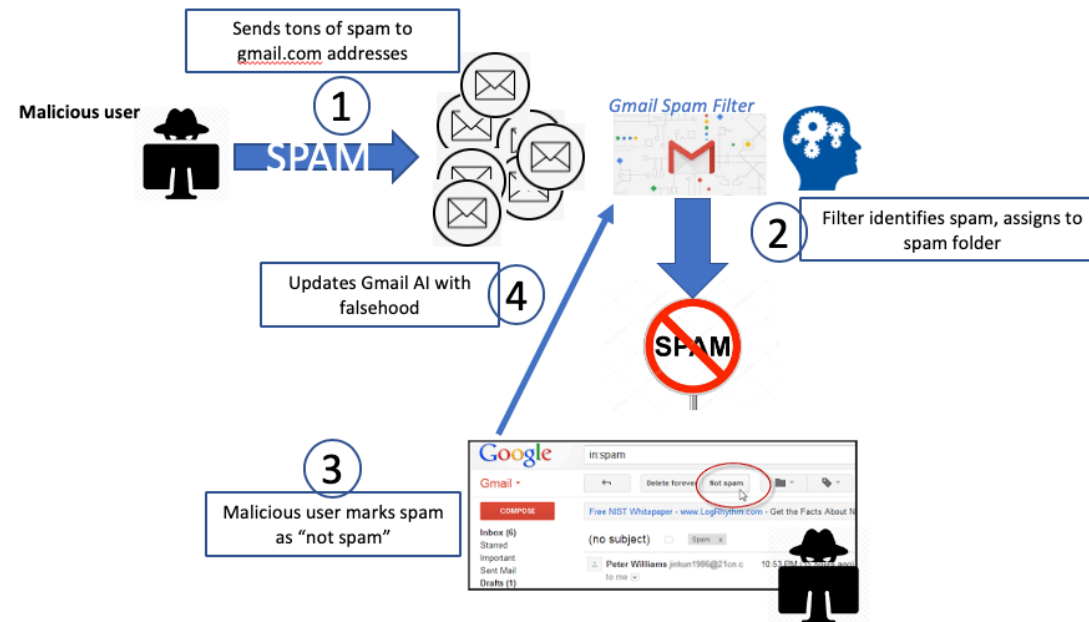 Sends tons of spam to
gmail.com addresses
Malicious user
1
SPAM
Gmail Spam Filter
2
Filter identifies spam, assigns to
spam folder
Updates Gmail AI with
falsehood
4
SPAM
3
Malicious user marks spam
as “not spam”
Google
in:spam
Gmail
Delete forever
Not spam
COMPOSE
Free NIST Whitepaper - www.LogRhythm.com - Get the Facts About N
Inbox (6)
(no subject)
Spam x
Starred
Important
Peter Williams
10:53 PM
Sent Mail
to me
Drafts (1)